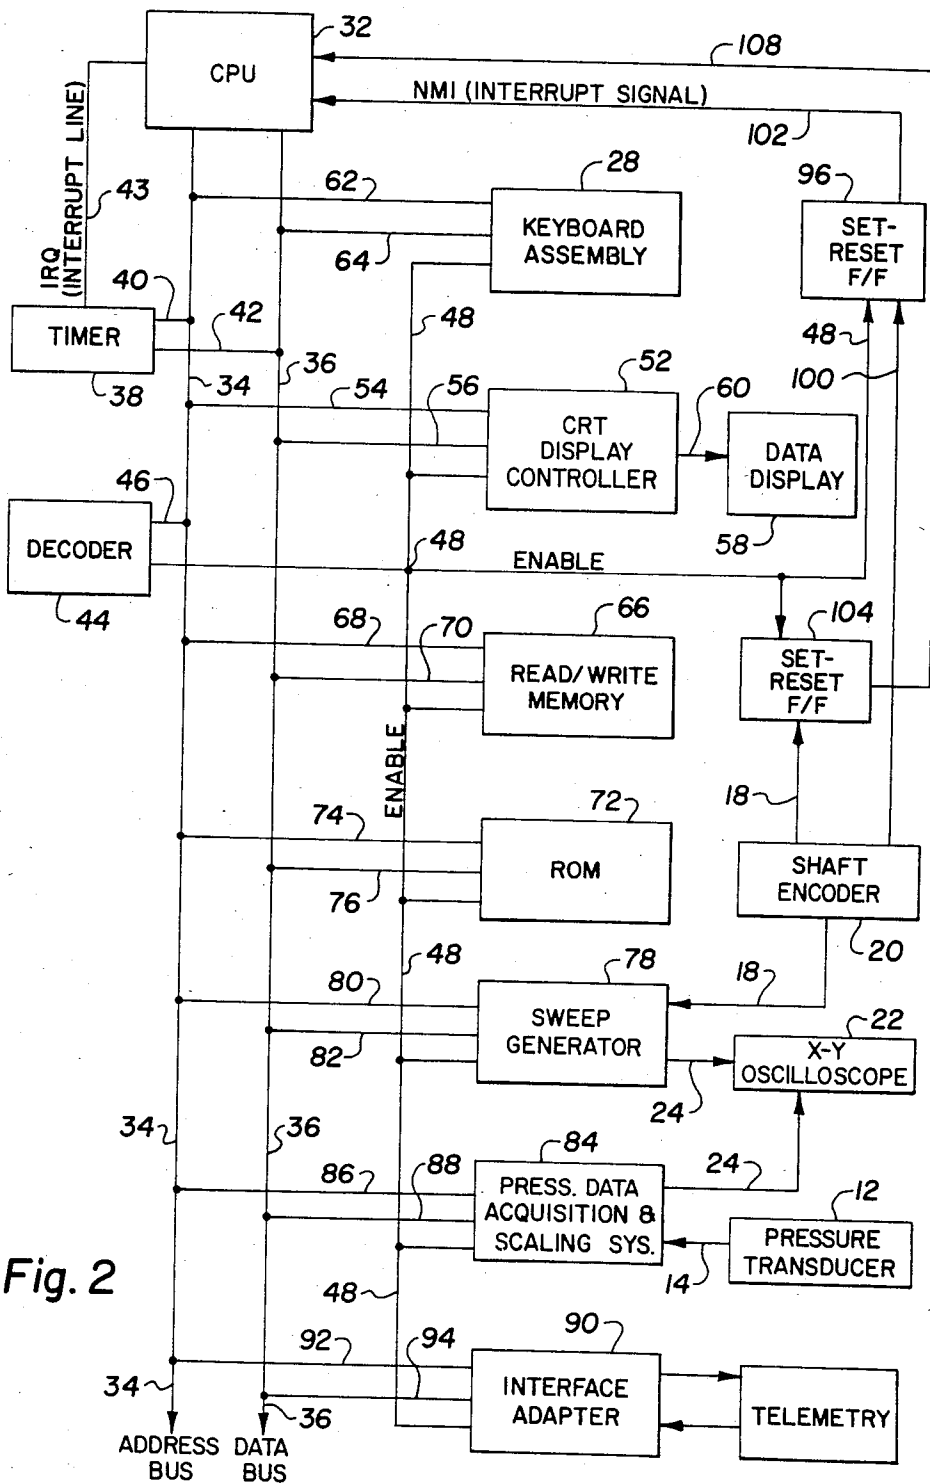 32
CPU
108
NMI (INTERRUPT SIGNAL)
102
IRQ
(INTERRUPT LINE)
43
62
28
96
KEYBOARD
ASSEMBLY
SET-
RESET
F/F
64
40
42
48
48
TIMER
38
34
36
52
100
54
56
60
CRT
DISPLAY
CONTROLLER
DATA
DISPLAY
58
46
DECODER
44
48
ENABLE
68
70
66
104
READ/WRITE
MEMORY
SET-
RESET
F/F
ENABLE
18
74
72
ROM
76
SHAFT
ENCODER
20
48
80
78
18
SWEEP
GENERATOR
82
22
X-Y
OSCILLOSCOPE
24
34
36
84
24
86
88
PRESS. DATA
ACQUISITION &
SCALING SYS.
12
PRESSURE
TRANSDUCER
14
Fig. 2
48
90
92
94
34
36
INTERFACE
ADAPTER
TELEMETRY
ADDRESS
BUS
DATA
BUS